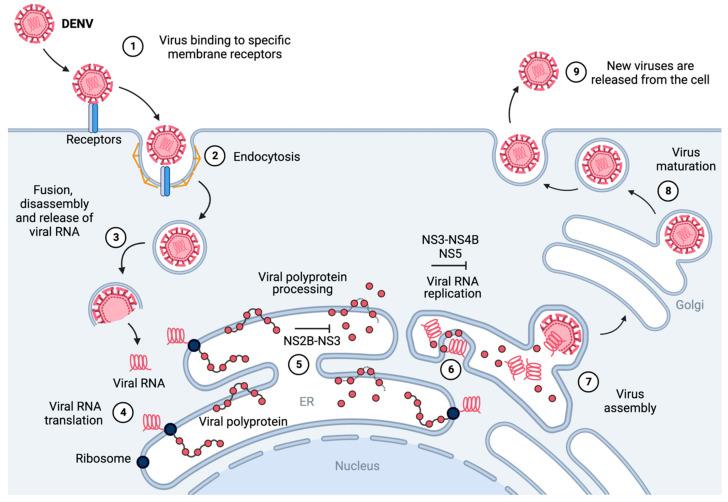 DENV
1
Virus binding to specific
membrane receptors
Receptors
2
Endocytosis
Fusion,
disassembly
and release of
viral RNA
3
Viral RNA
Viral RNA
translation
4
Ribosome
Viral polyprotein
processing
NS2B-NS3
5
ER
Viral polyprotein
Nucleus
NS3-NS4B
NS5
Viral RNA
replication
6
7
Virus
assembly
Golgi
8
Virus
maturation
9
New viruses are
released from the cell